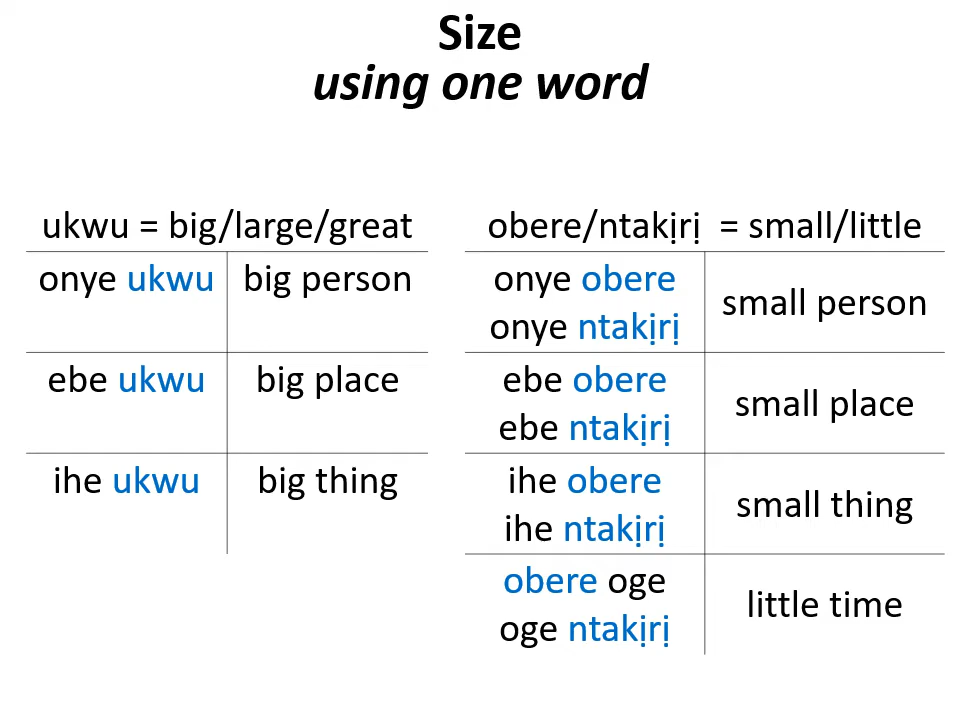 Size
using one word
ukwu = big/large/great
onye ukwu big person
ebe ukwu big place
ihe ukwu big thing
obere/ntakịrị = small/little
onye obere
onye ntakịrị
small person
ebe obere
ebe ntakịrị
small place
ihe obere
ihe ntakịrị
small thing
obere oge
oge ntakịrị
little time